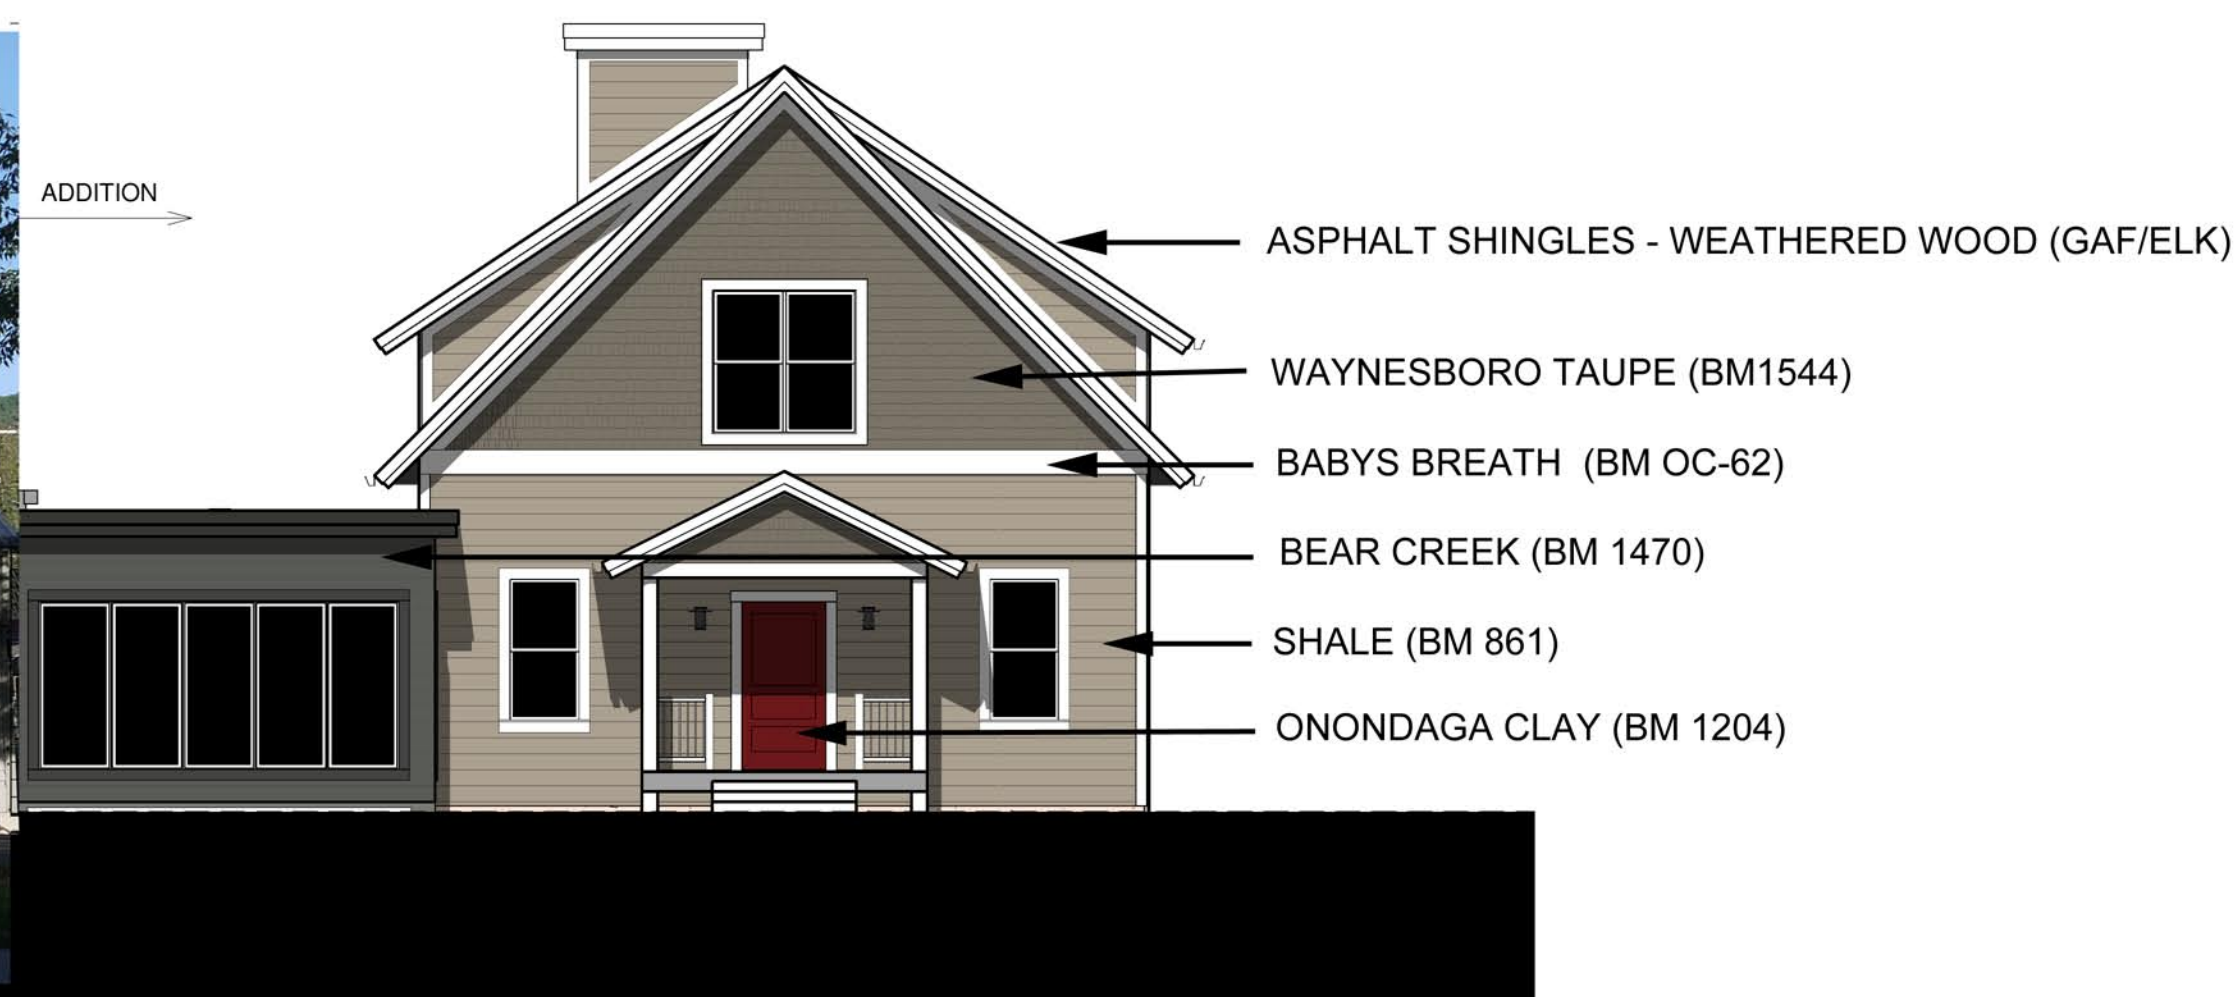 ADDITION
ASPHALT SHINGLES - WEATHERED WOOD (GAF/ELK)
WAYNESBORO TAUPE (BM1544)
BABYS BREATH (BM OC-62)
BEAR CREEK (BM 1470)
SHALE (BM 861)
ONONDAGA CLAY (BM 1204)